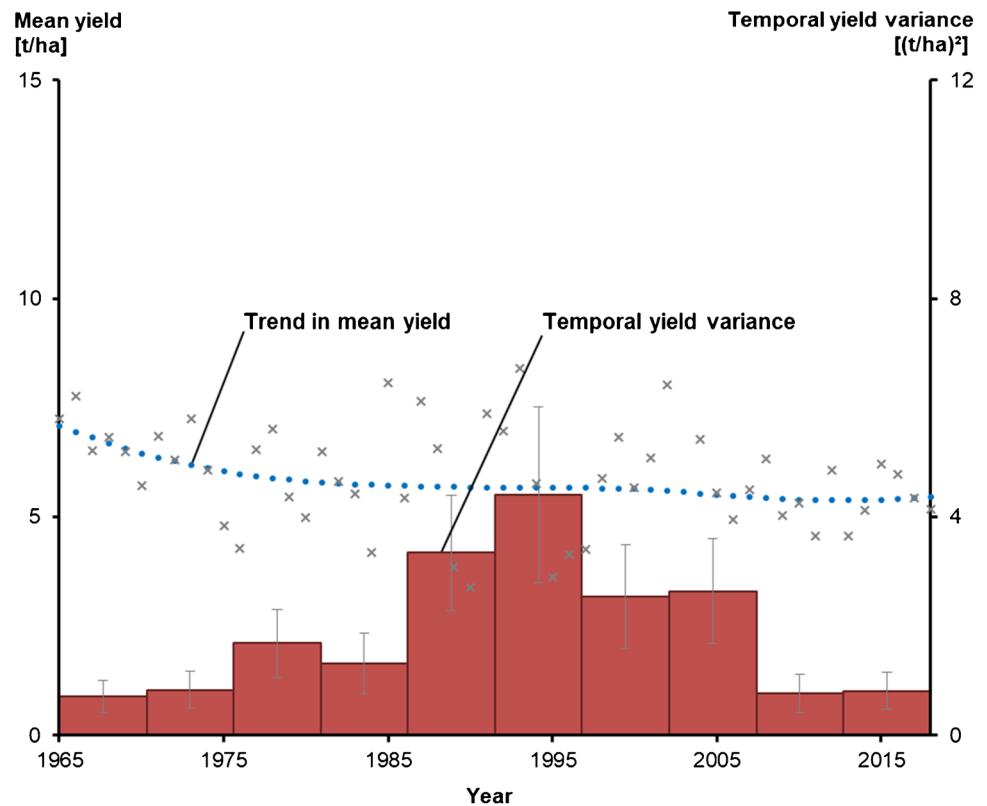 Mean yield
[t/ha]
Temporal yield variance
[(t/ha)²]
15
12
10
8
Trend in mean yield
Temporal yield variance
5
4
0
0
1965
1975
1985
1995
2005
2015
Year